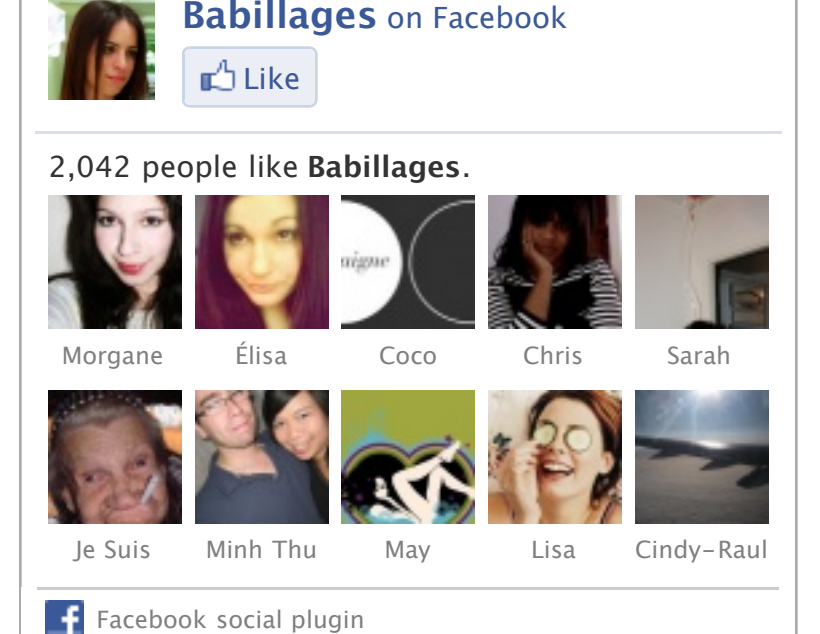 Babillages on Facebook
Like
2,042 people like Babillages.
aigne
Morgane Élisa Coco Chris Sarah
Je Suis Minh Thu May Lisa Cindy-Raul
f Facebook social plugin